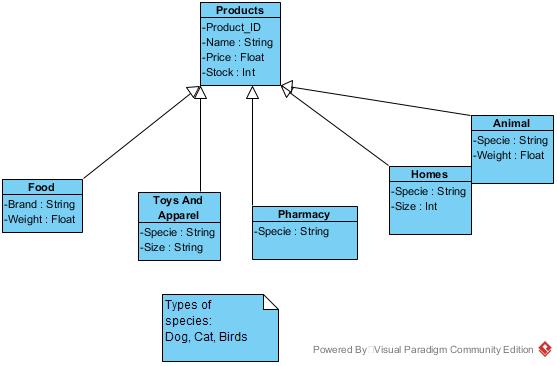 Products
-Product_ID
-Name : String
-Price : Float
-Stock : Int
Animal
-Specie : String
-Weight : Float
Homes
-Specie : String
-Size : Int
Food
-Brand : String
-Weight : Float
Toys And
Apparel
-Specie : String
-Size : String
Pharmacy
-Specie : String
Types of
species:
Dog, Cat, Birds
Powered By Visual Paradigm Community Edition